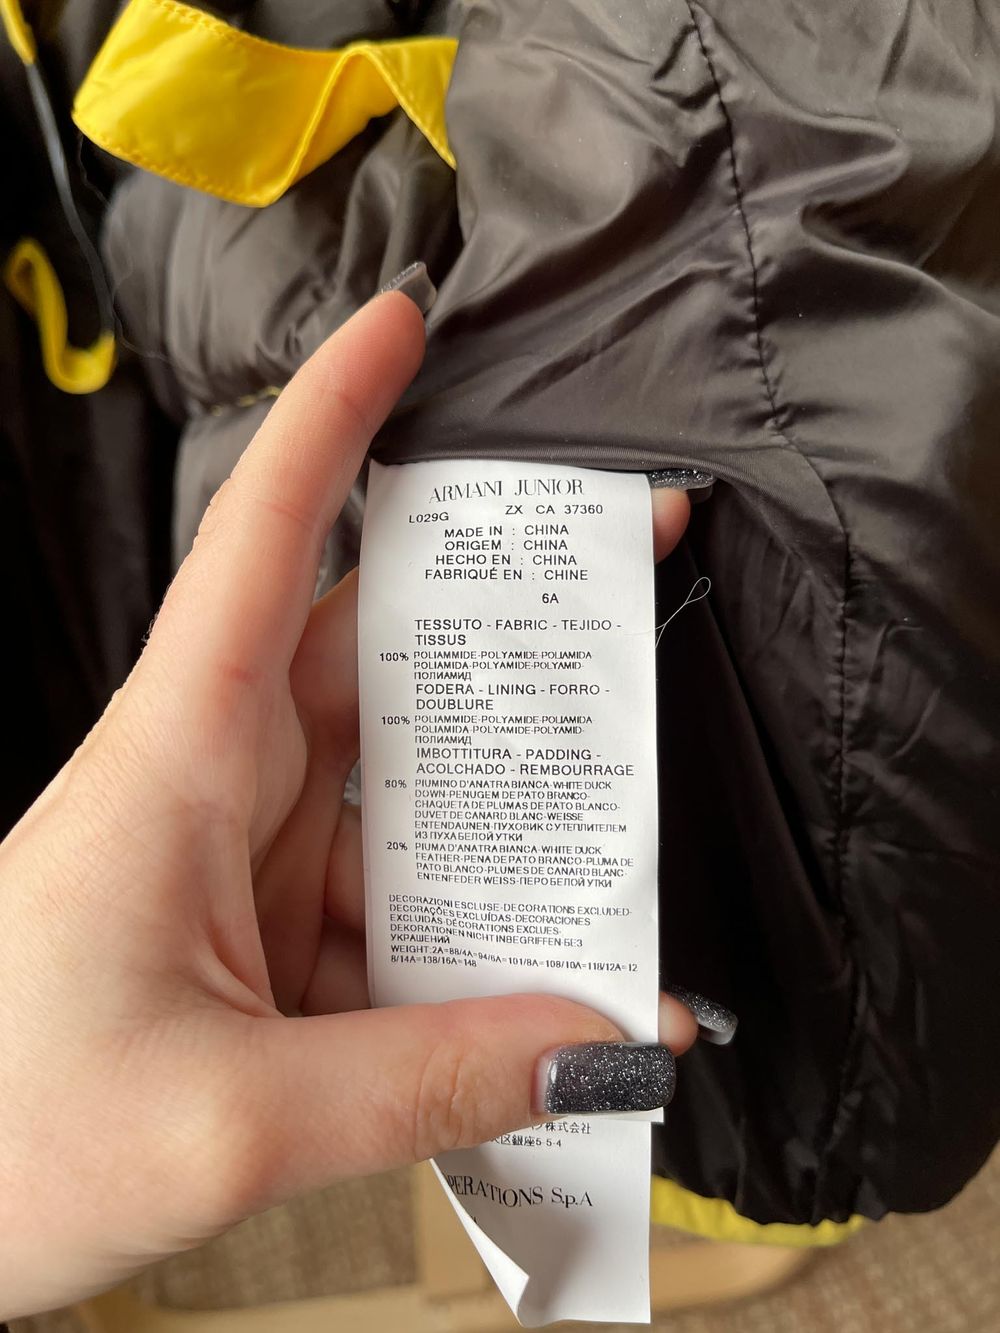 ARMANI JUNIOR
L029G ZX CA 37360
MADE IN : CHINA
ORIGEM : CHINA
HECHO EN : CHINA
FABRIQUÉ EN : CHINE
6A
TESSUTO - FABRIC - TEJIDO -
TISSUS
100% POLIAMMIDE-POLYAMIDE-POLIAMIDA
POLIAMIDA-POLYAMIDE-POLYAMID-
ПОЛИАМИД
FODERA - LINING - FORRO -
DOUBLURE
100% POLIAMMIDE-POLYAMIDE-POLIAMIDA
POLIAMIDA-POLYAMIDE-POLYAMID-
ПОЛИАМИД
IMBOTTITURA - PADDING -
ACOLCHADO - REMBOURRAGE
80% PIUMINO D'ANATRA BIANCA-WHITE DUCK
DOWN-PENUGEM DE PATO BRANCO-
CHAQUETA DE PLUMAS DE PATO BLANCO-
DUVET DE CANARD BLANC-WEISSE
ENTENDAUNEN-ПУХОВИК С УТЕПЛИТЕЛЕМ
ИЗ ПУХА БЕЛОЙ УТКИ
20% PIUMA D'ANATRA BIANCA-WHITE DUCK
FEATHER-PENA DE PATO BRANCO-PLUMA DE
PATO BLANCO-PLUMES DE CANARD BLANC-
ENTENFEDER WEISS-ПЕРО БЕЛОЙ УТКИ
DECORAZIONI ESCLUSE-DECORATIONS EXCLUDED-
DECORAÇÕES EXCLUÍDAS-DECORACIONES
EXCLUIDAS-DÉCORATIONS EXCLUES-
DEKORATIONEN NICHT INBEGRIFFEN-БЕЗ
УКРАШЕНИЙ
WEIGHT:2A=88/4A=94/6A=101/8A=108/10A=118/12A=12
8/14A=138/16A=148
株式会社
区銀座5-5-4
PERATIONS S.p.A